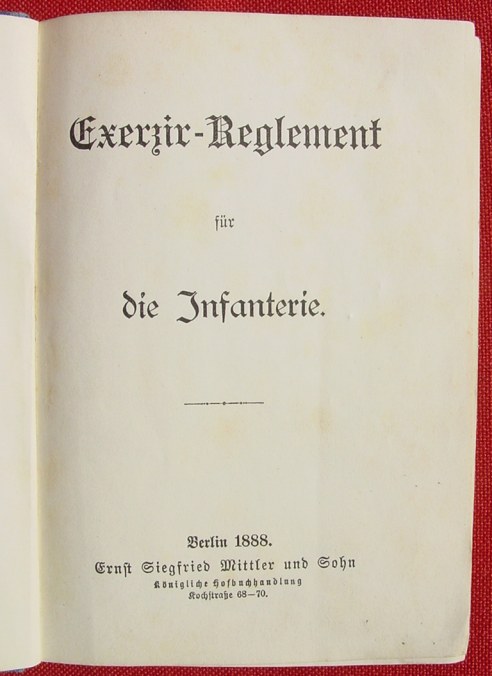 Exerzir-Reglement
für
die Infanterie.
Berlin 1888.
Ernst Siegfried Mittler und Sohn
Königliche Hofbuchhandlung
Kochstraße 68—70.